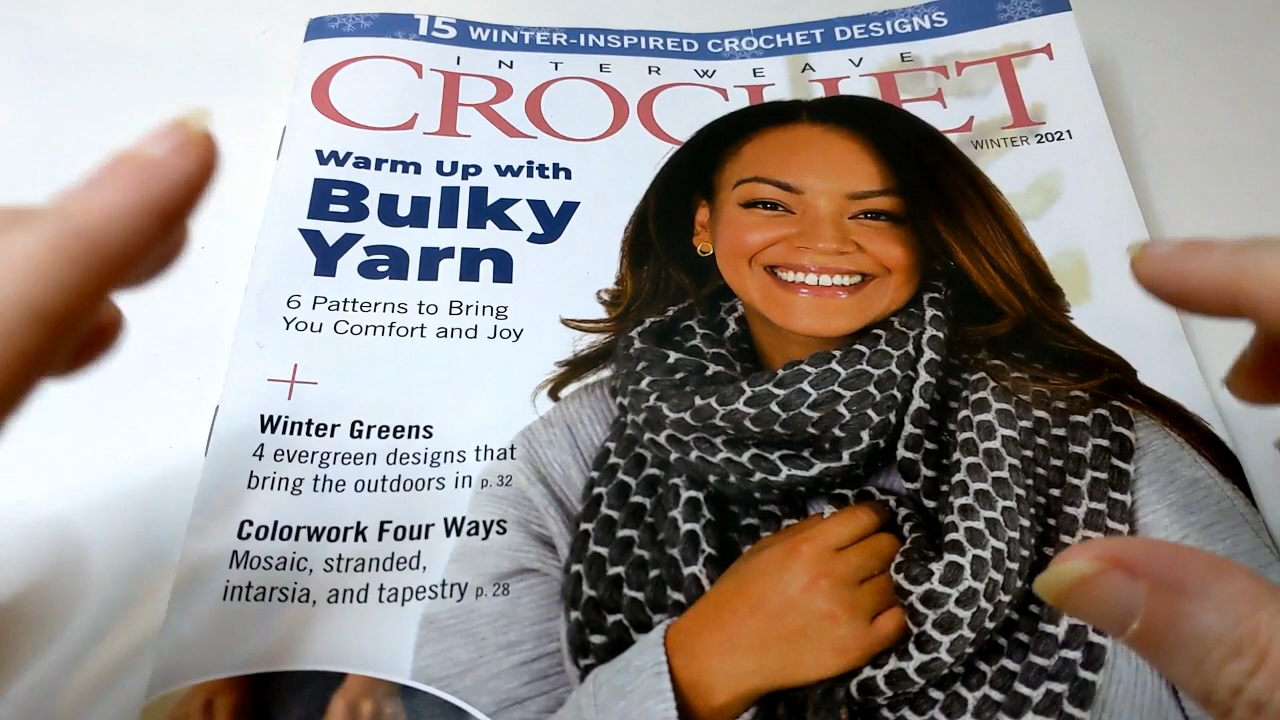 15 WINTER-INSPIRED CROCHET DESIGNS
INTERWEAVE
CROCHET
WINTER 2021
Warm Up with
Bulky
Yarn
6 Patterns to Bring
You Comfort and Joy
+
Winter Greens
4 evergreen designs that
bring the outdoors in p. 32
Colorwork Four Ways
Mosaic, stranded,
intarsia, and tapestry p. 28